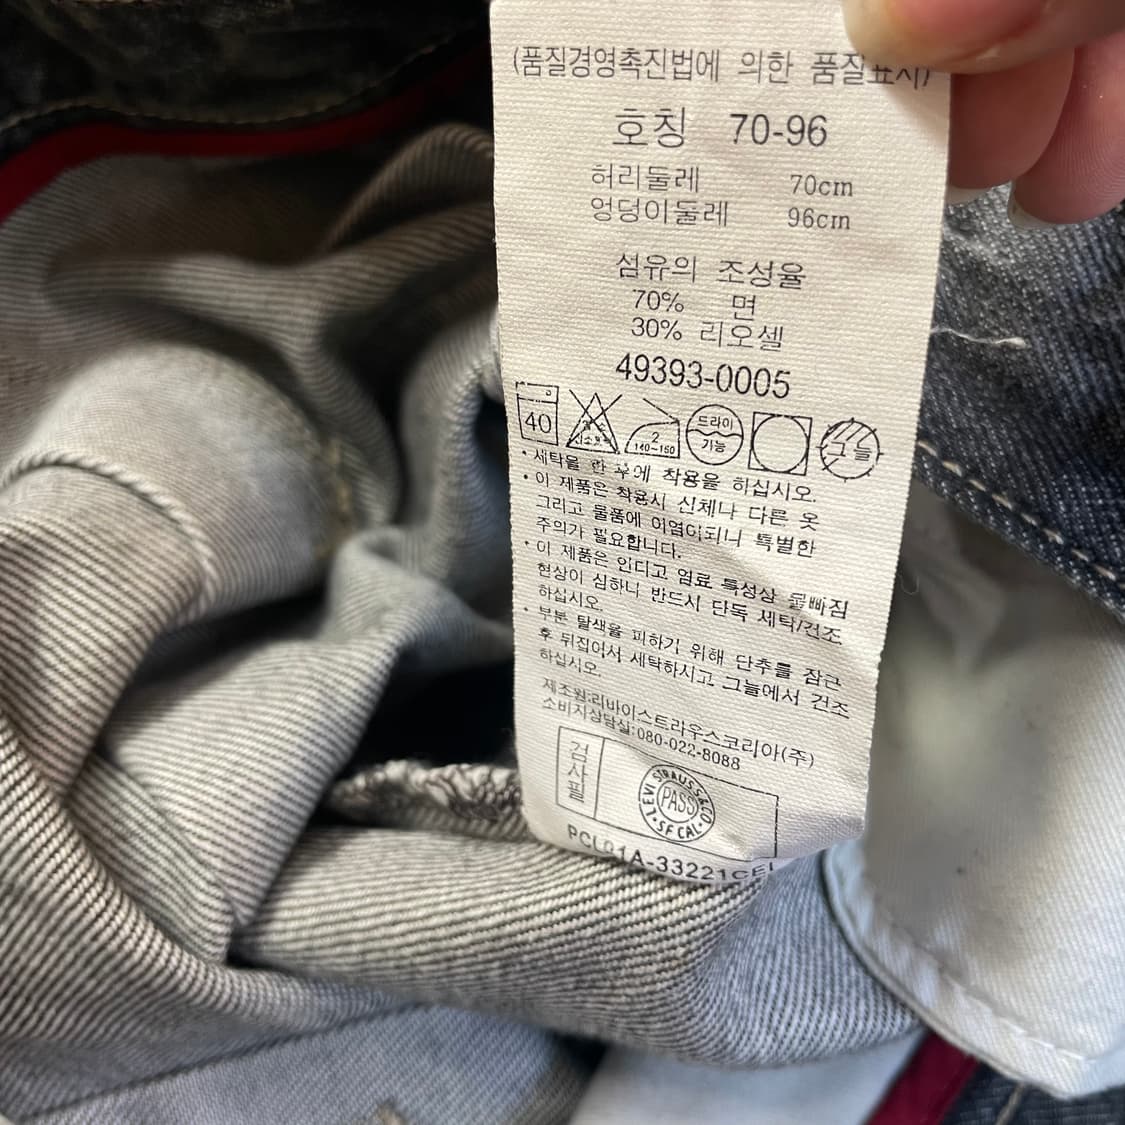 (품질경영촉진법에 의한 품질표시)
호칭 70-96
허리둘레 70cm
엉덩이둘레 96cm
섬유의 조성율
70% 면
30% 리오셀
49393-0005
40
2
140~150
드라이
기능
그늘
• 세탁을 한 후에 착용을 하십시오.
• 이 제품은 착용시 신체나 다른 옷
그리고 물품에 이염이되니 특별한
주의가 필요합니다.
• 이 제품은 인디고 염료 특성상 물빠짐
현상이 심하니 반드시 단독 세탁/건조
하십시오.
• 부분 탈색을 피하기 위해 단추를 잠근
후 뒤집어서 세탁하시고 그늘에서 건조
하십시오.
제조원:리바이스트라우스코리아(주)
소비자상담실:080-022-8088
검사필
LEVI STRAUSS & CO
PASS
SF CAL